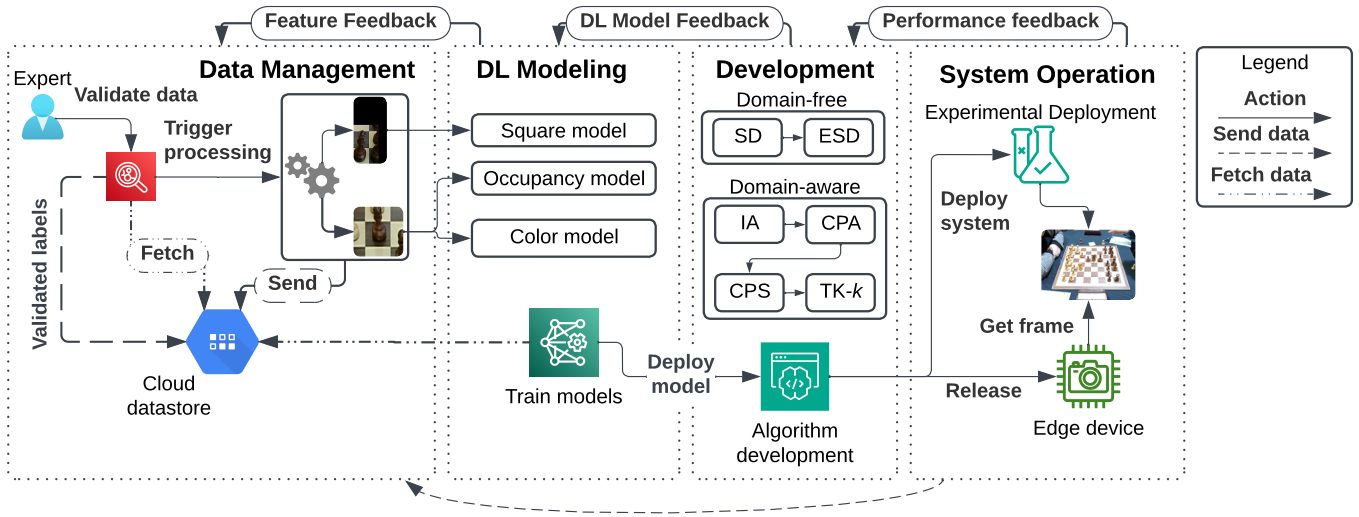 Feature Feedback
DL Model Feedback
Performance feedback
Data Management
Expert
Validate data
Trigger
processing
Validated labels
Fetch
Send
Cloud
datastore
DL Modeling
Square model
Occupancy model
Color model
Train models
Deploy
model
Development
Domain-free
SD
ESD
Domain-aware
IA
CPA
CPS
TK-k
Algorithm
development
System Operation
Experimental Deployment
Deploy
system
Get frame
Release
Edge device
Legend
Action
Send data
Fetch data